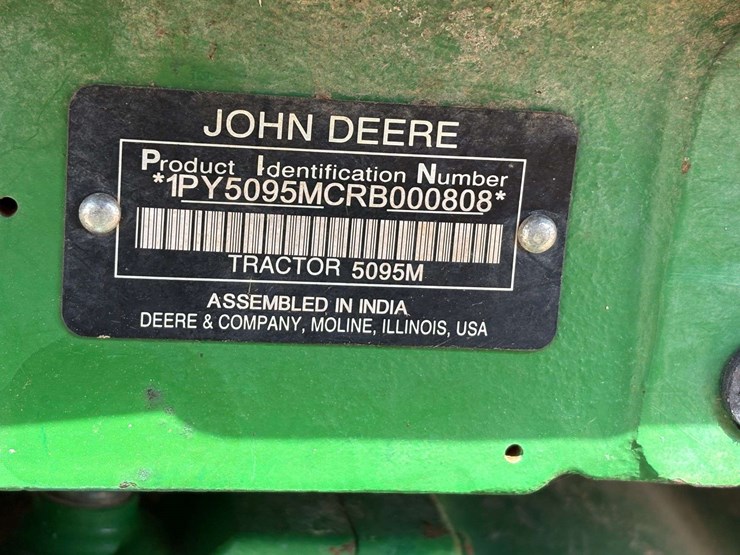 JOHN DEERE
Product Identification Number
*1PY5095MCRB000808*
TRACTOR 5095M
ASSEMBLED IN INDIA
DEERE & COMPANY, MOLINE, ILLINOIS, USA